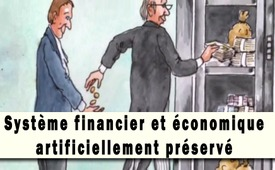 Système financier et économique
artificiellement préservé